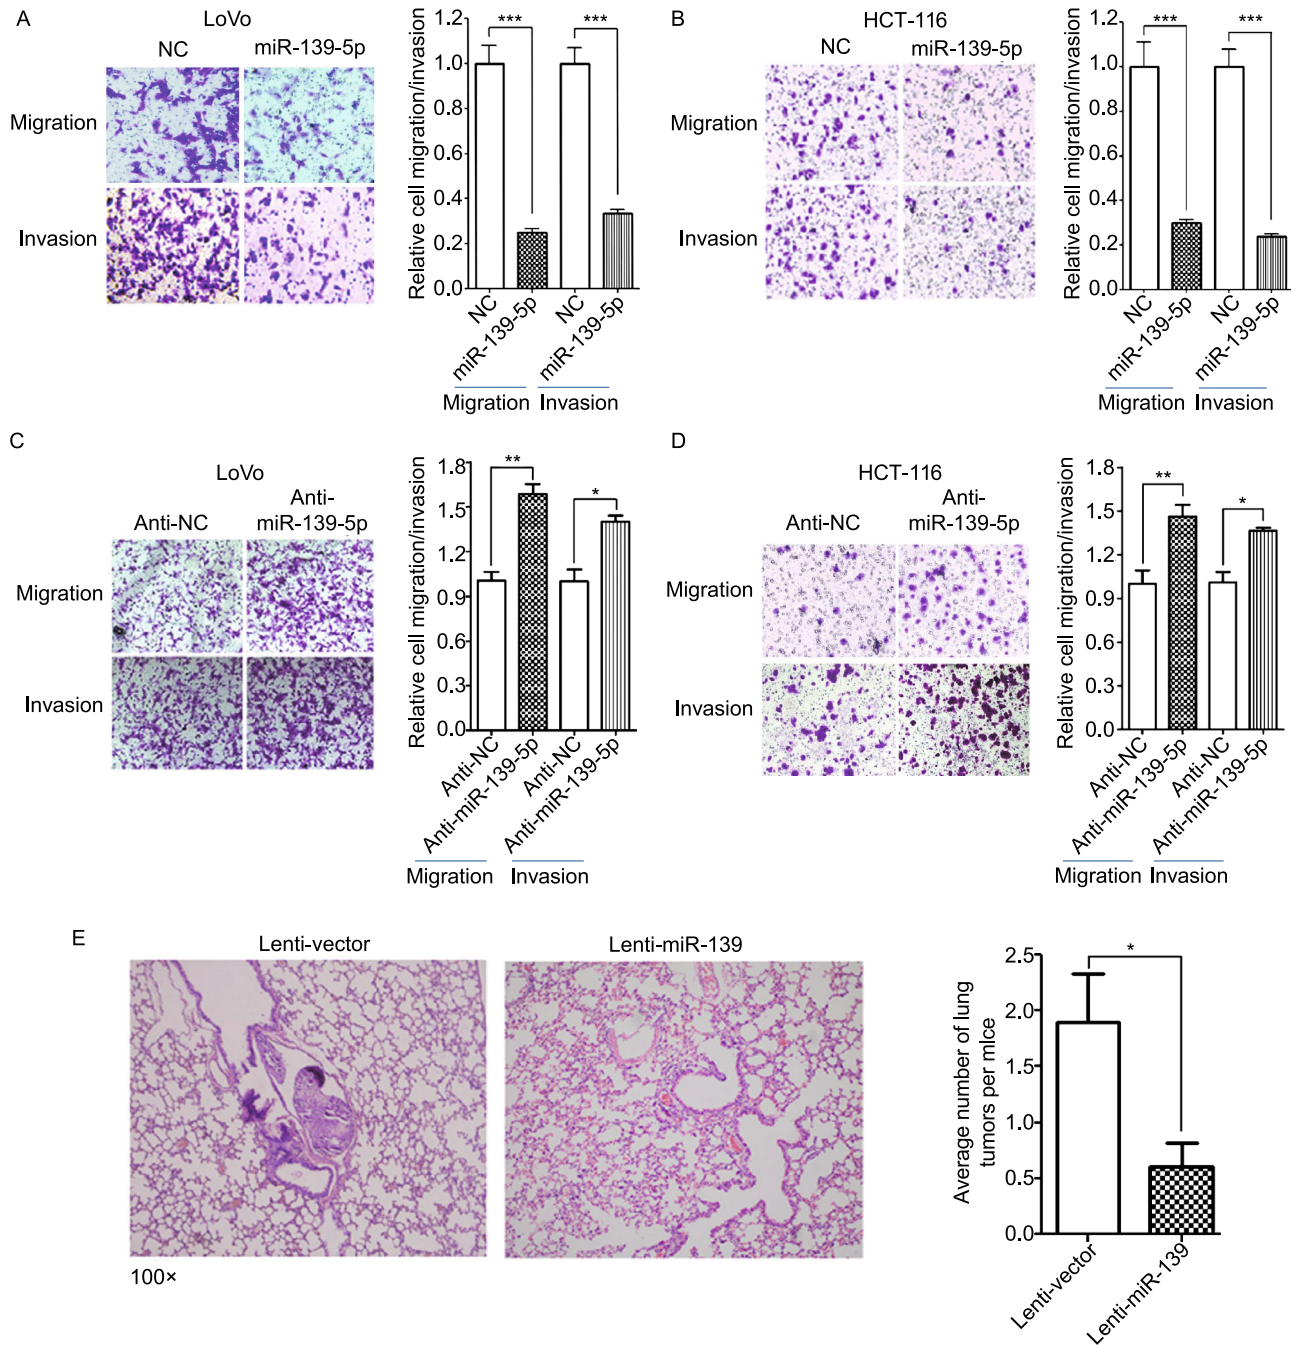 A
LoVo
NC
miR-139-5p
Migration
Invasion
Relative cell migration/invasion
1.2
1.0
0.8
0.6
0.4
0.2
0.0
***
***
NC
miR-139-5p
NC
miR-139-5p
Migration
Invasion
B
HCT-116
NC
miR-139-5p
Migration
Invasion
Relative cell migration/invasion
1.2
1.0
0.8
0.6
0.4
0.2
0.0
***
***
NC
miR-139-5p
NC
miR-139-5p
Migration
Invasion
C
LoVo
Anti-NC
Anti-
miR-139-5p
Migration
Invasion
Relative cell migration/invasion
1.8
1.5
1.2
0.9
0.6
0.3
0.0
**
*
Anti-NC
Anti-miR-139-5p
Anti-NC
Anti-miR-139-5p
Migration
Invasion
D
HCT-116
Anti-NC
Anti-
miR-139-5p
Migration
Invasion
Relative cell migration/invasion
1.8
1.5
1.2
0.9
0.6
0.3
0.0
**
*
Anti-NC
Anti-miR-139-5p
Anti-NC
Anti-miR-139-5p
Migration
Invasion
E
Lenti-vector
Lenti-miR-139
100×
Average number of lung
tumors per mlce
2.5
2.0
1.5
1.0
0.5
0.0
*
Lenti-vector
Lenti-miR-139